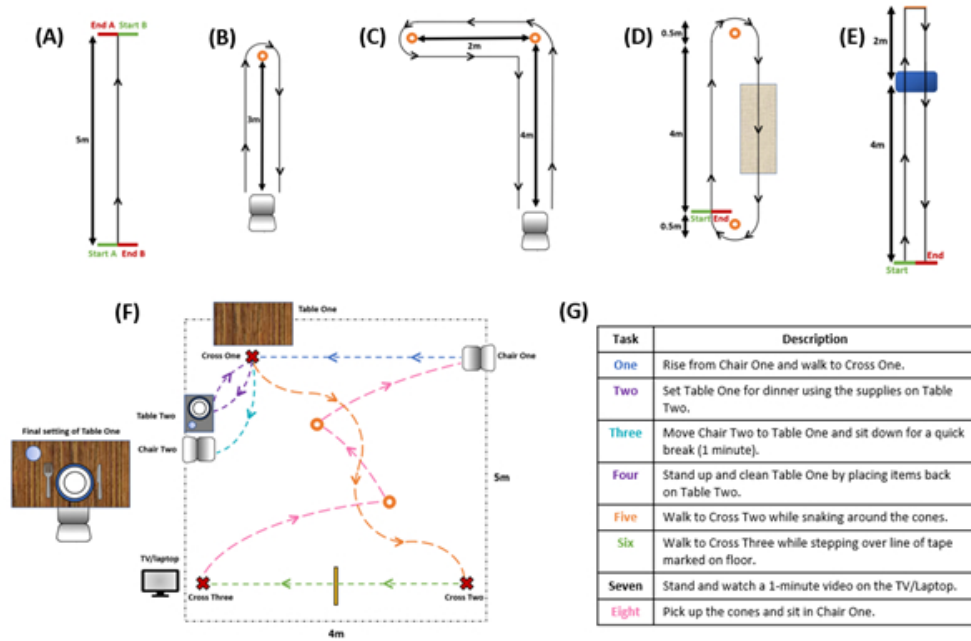 (A)
End A Start B
5m
Start A End B
(B)
3m
(C)
2m
4m
(D)
0.5m
4m
Start End
0.5m
(E)
2m
4m
End
Start
(F)
Table One
Cross One
Chair One
Table Two
Chair Two
Final setting of Table One
5m
TV/laptop
Cross Three
Cross Two
4m
(G)
Task Description
One Rise from Chair One and walk to Cross One.
Two Set Table One for dinner using the supplies on Table
Two.
Three Move Chair Two to Table One and sit down for a quick
break (1 minute).
Four Stand up and clean Table One by placing items back
on Table Two.
Five Walk to Cross Two while snaking around the cones.
Six Walk to Cross Three while stepping over line of tape
marked on floor.
Seven Stand and watch a 1-minute video on the TV/Laptop.
Eight Pick up the cones and sit in Chair One.